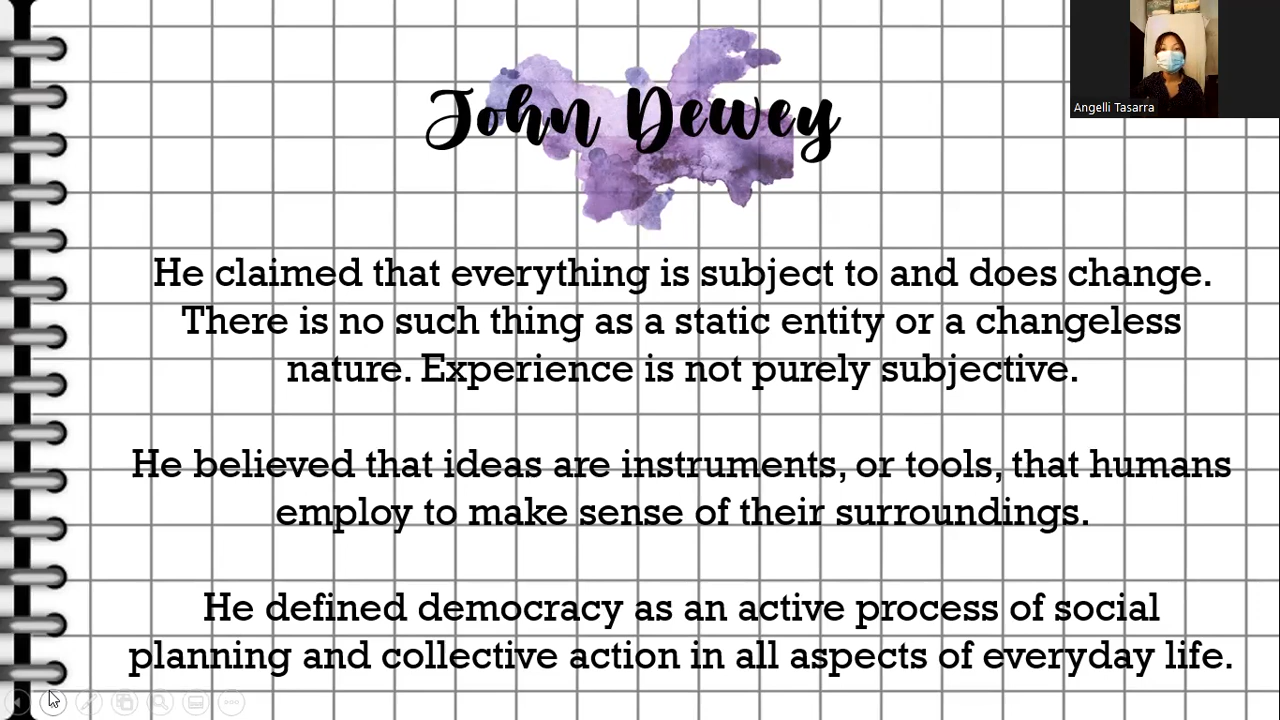 John Dewey
Angelli Tasarra
He claimed that everything is subject to and does change.
There is no such thing as a static entity or a changeless
nature. Experience is not purely subjective.
He believed that ideas are instruments, or tools, that humans
employ to make sense of their surroundings.
He defined democracy as an active process of social
planning and collective action in all aspects of everyday life.